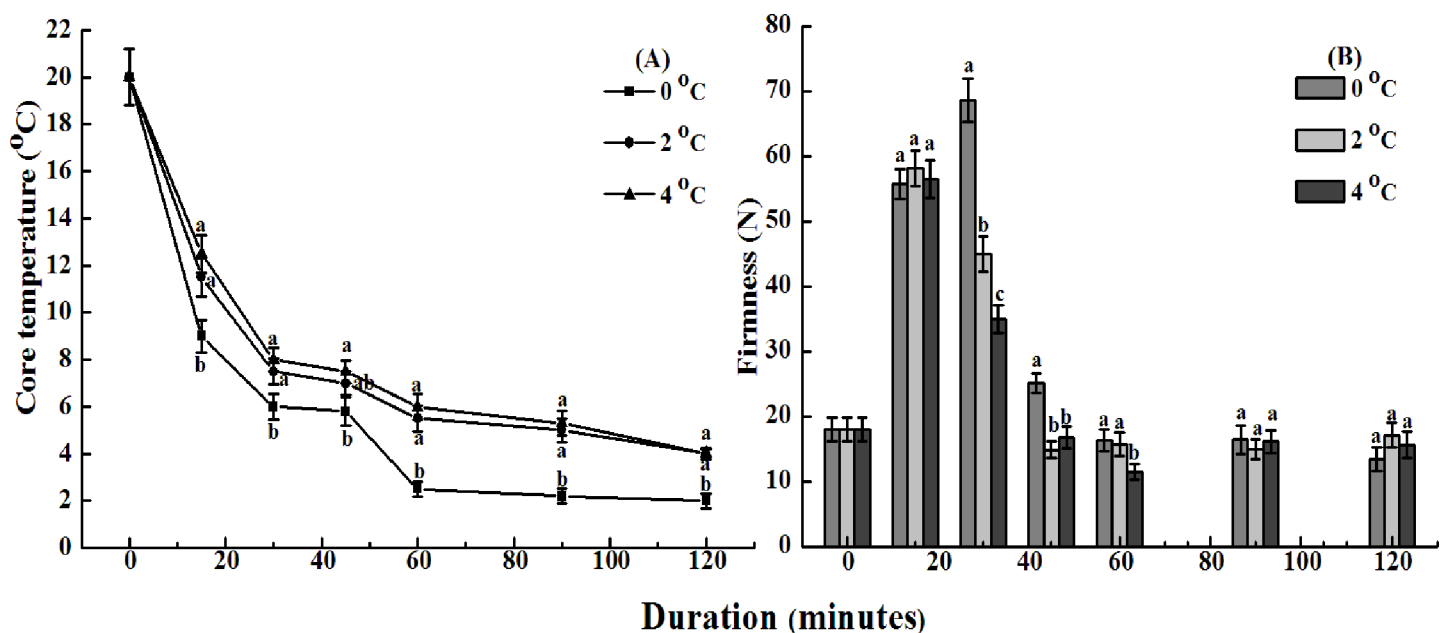 22
20
18
16
14
12
10
8
6
4
2
0
Core temperature (°C)
(A)
0 °C
2 °C
4 °C
a
a
b
a
a
b
a
ab
b
a
a
b
a
a
b
a
a
b
0 20 40 60 80 100 120
80
70
60
50
40
30
20
10
0
Firmness (N)
(B)
0 °C
2 °C
4 °C
a a a
a b c
a b b
a a b
a a a
a a a
0 20 40 60 80 100 120
Duration (minutes)